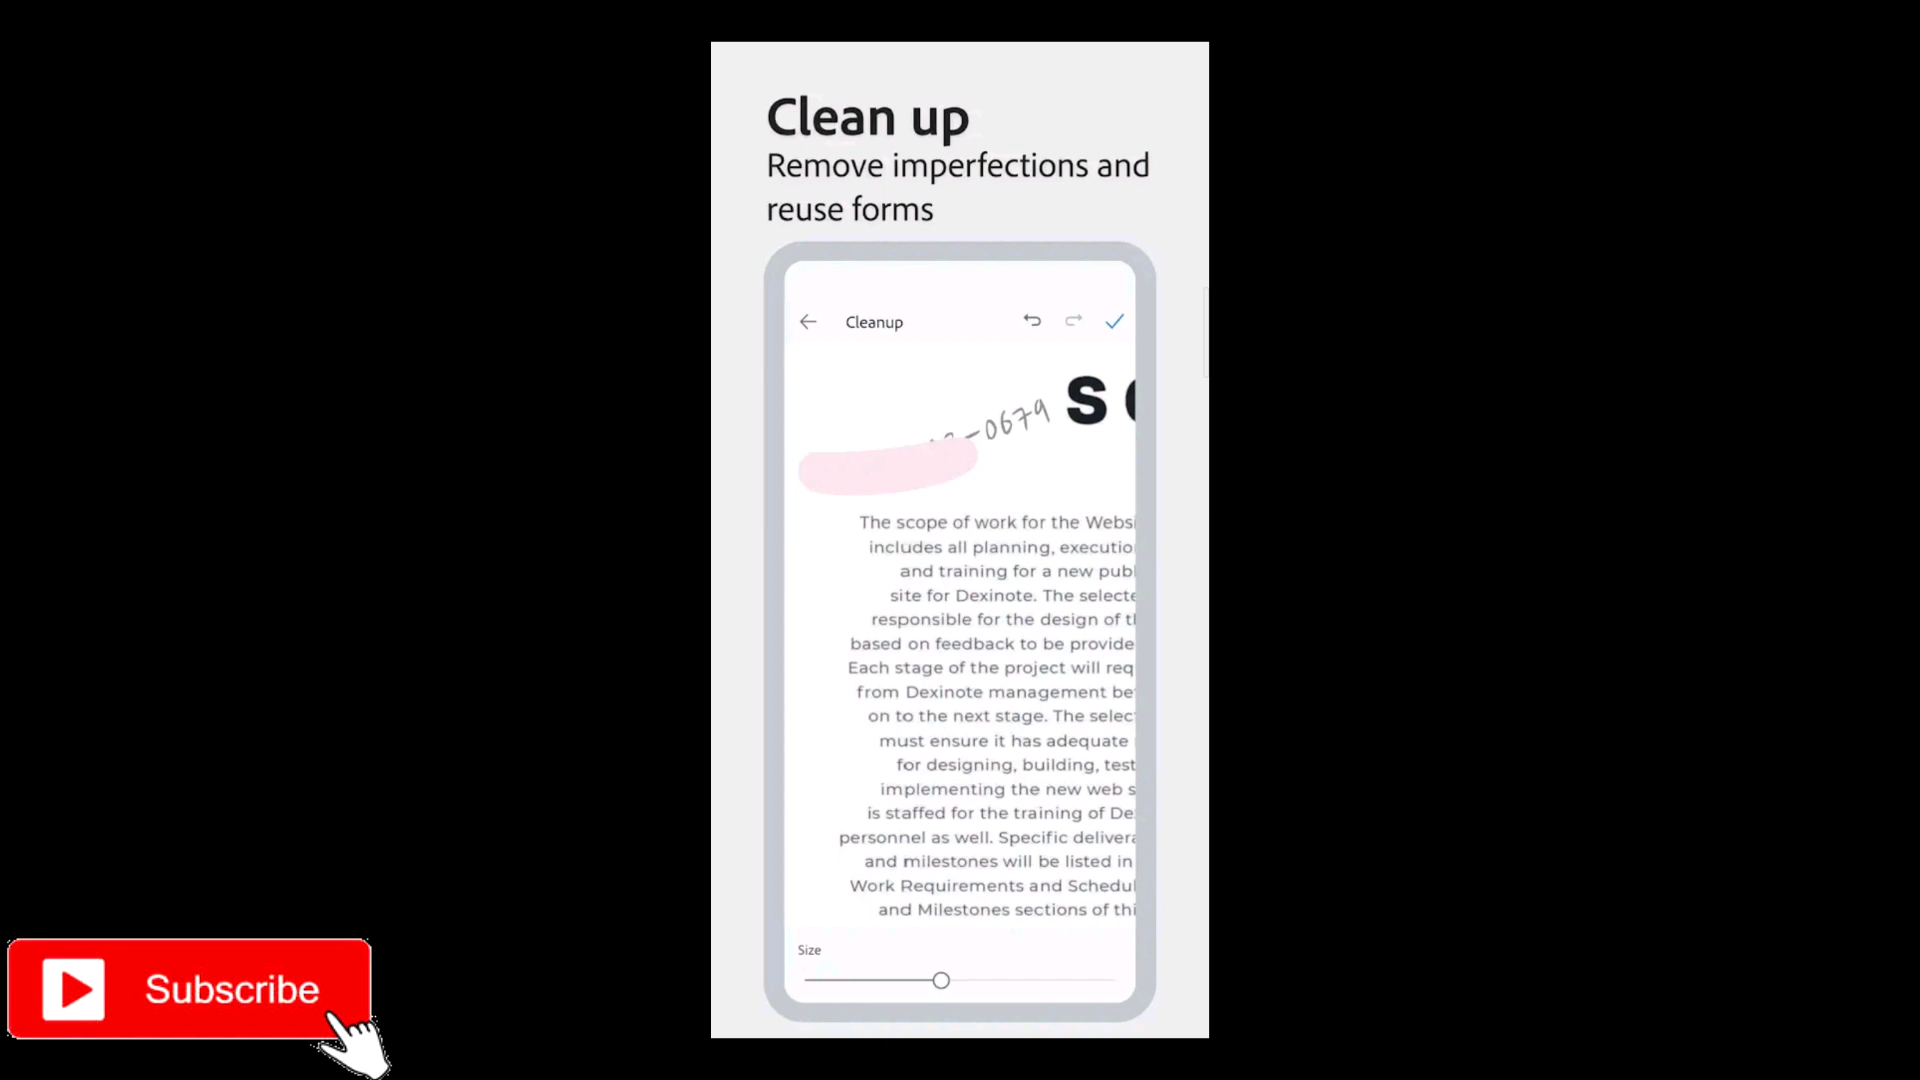 Clean up
Remove imperfections and
reuse forms
Cleanup
-0679
S
The scope of work for the Websi
includes all planning, executio
and training for a new publ
site for Dexinote. The selecte
responsible for the design of tl
based on feedback to be provide
Each stage of the project will req
from Dexinote management be
on to the next stage. The selec
must ensure it has adequate
for designing, building, test
implementing the new web s
is staffed for the training of De
personnel as well. Specific delivera
and milestones will be listed in
Work Requirements and Schedul
and Milestones sections of thi
Size
Subscribe